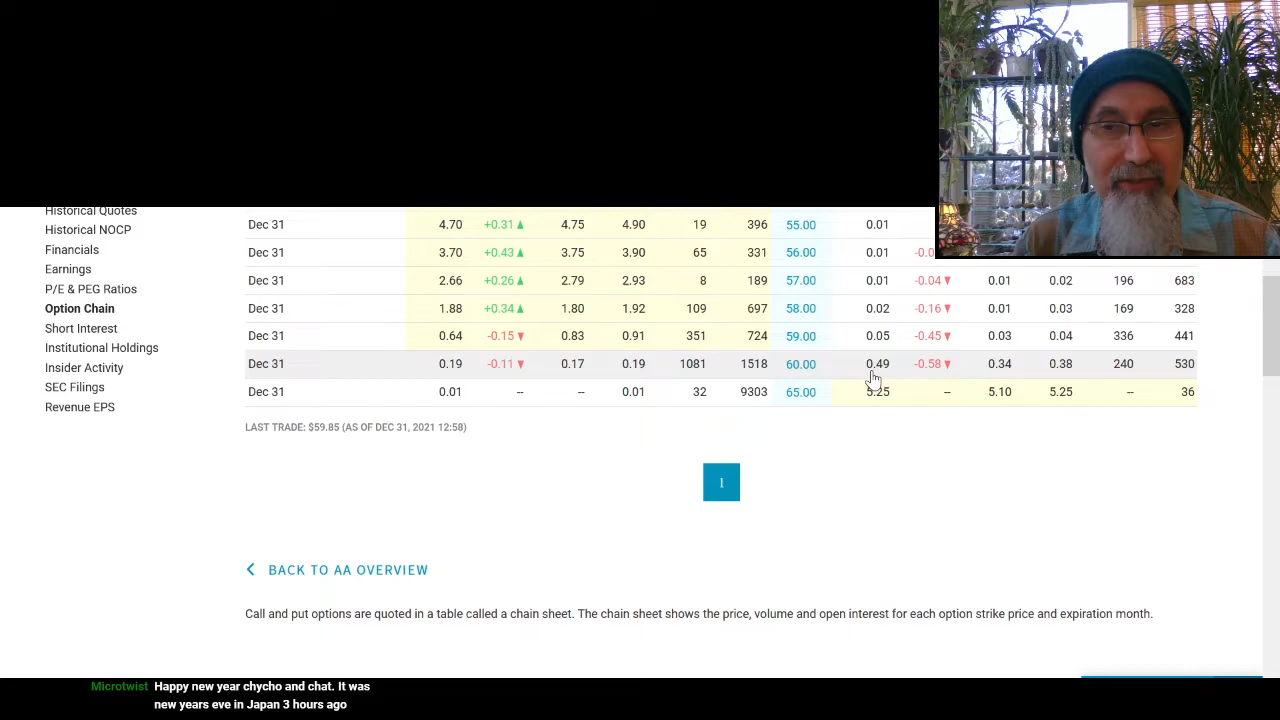 Historical Quotes
Historical NOCP
Financials
Earnings
P/E & PEG Ratios
Option Chain
Short Interest
Institutional Holdings
Insider Activity
SEC Filings
Revenue EPS
Dec 31 4.70 +0.31 ▲ 4.75 4.90 19 396 55.00 0.01
Dec 31 3.70 +0.43 ▲ 3.75 3.90 65 331 56.00 0.01
Dec 31 2.66 +0.26 ▲ 2.79 2.93 8 189 57.00 0.01 -0.04 ▼ 0.01 0.02 196 683
Dec 31 1.88 +0.34 ▲ 1.80 1.92 109 697 58.00 0.02 -0.16 ▼ 0.01 0.03 169 328
Dec 31 0.64 -0.15 ▼ 0.83 0.91 351 724 59.00 0.05 -0.45 ▼ 0.03 0.04 336 441
Dec 31 0.19 -0.11 ▼ 0.17 0.19 1081 1518 60.00 0.49 -0.58 ▼ 0.34 0.38 240 530
Dec 31 0.01 -- -- 0.01 32 9303 65.00 5.25 -- 5.10 5.25 -- 36
LAST TRADE: $59.85 (AS OF DEC 31, 2021 12:58)
1
BACK TO AA OVERVIEW
Call and put options are quoted in a table called a chain sheet. The chain sheet shows the price, volume and open interest for each option strike price and expiration month.
Microtwist Happy new year chycho and chat. It was
new years eve in Japan 3 hours ago